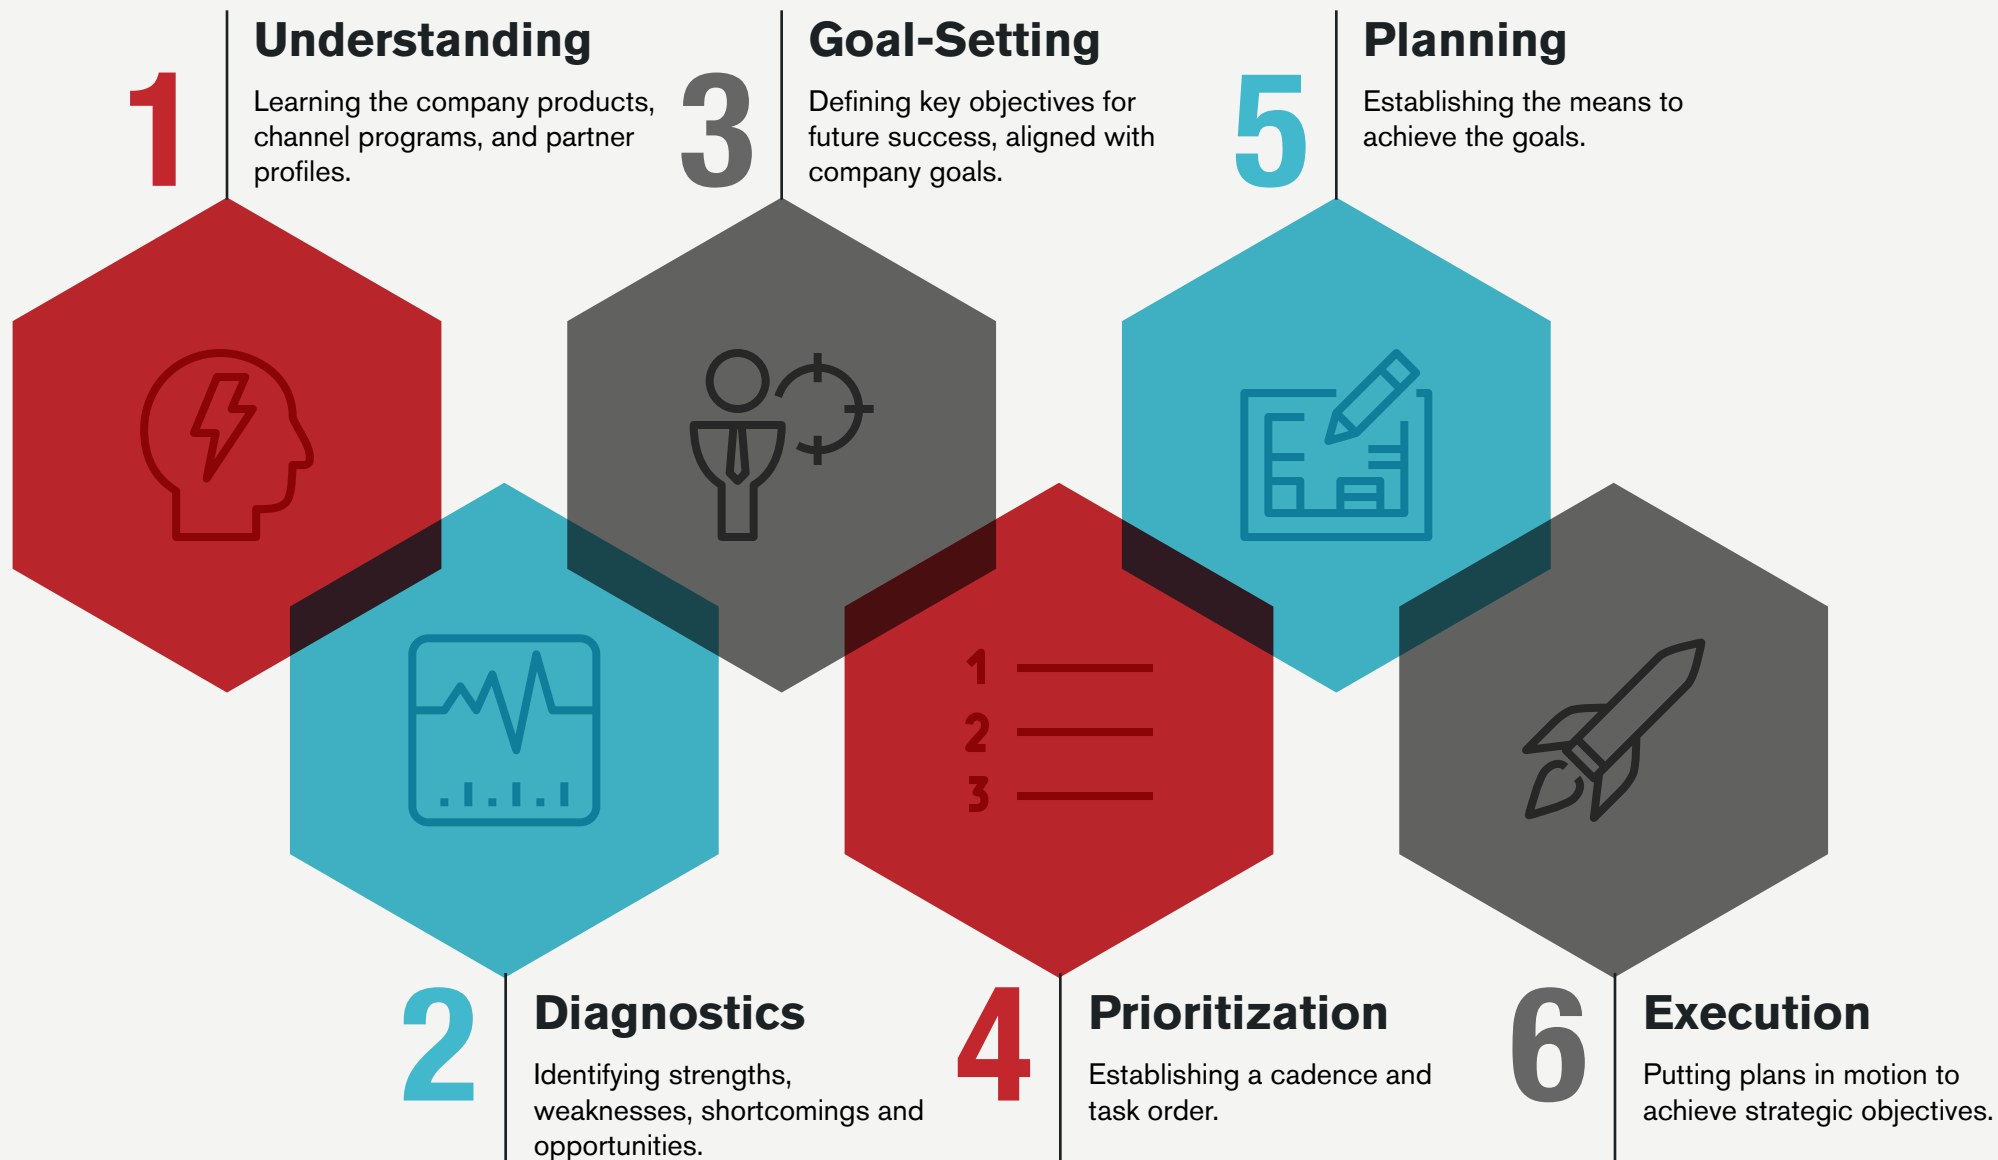 1
Understanding
Learning the company products,
channel programs, and partner
profiles.
2
Diagnostics
Identifying strengths,
weaknesses, shortcomings and
opportunities.
3
Goal-Setting
Defining key objectives for
future success, aligned with
company goals.
4
Prioritization
Establishing a cadence and
task order.
1
2
3
5
Planning
Establishing the means to
achieve the goals.
6
Execution
Putting plans in motion to
achieve strategic objectives.